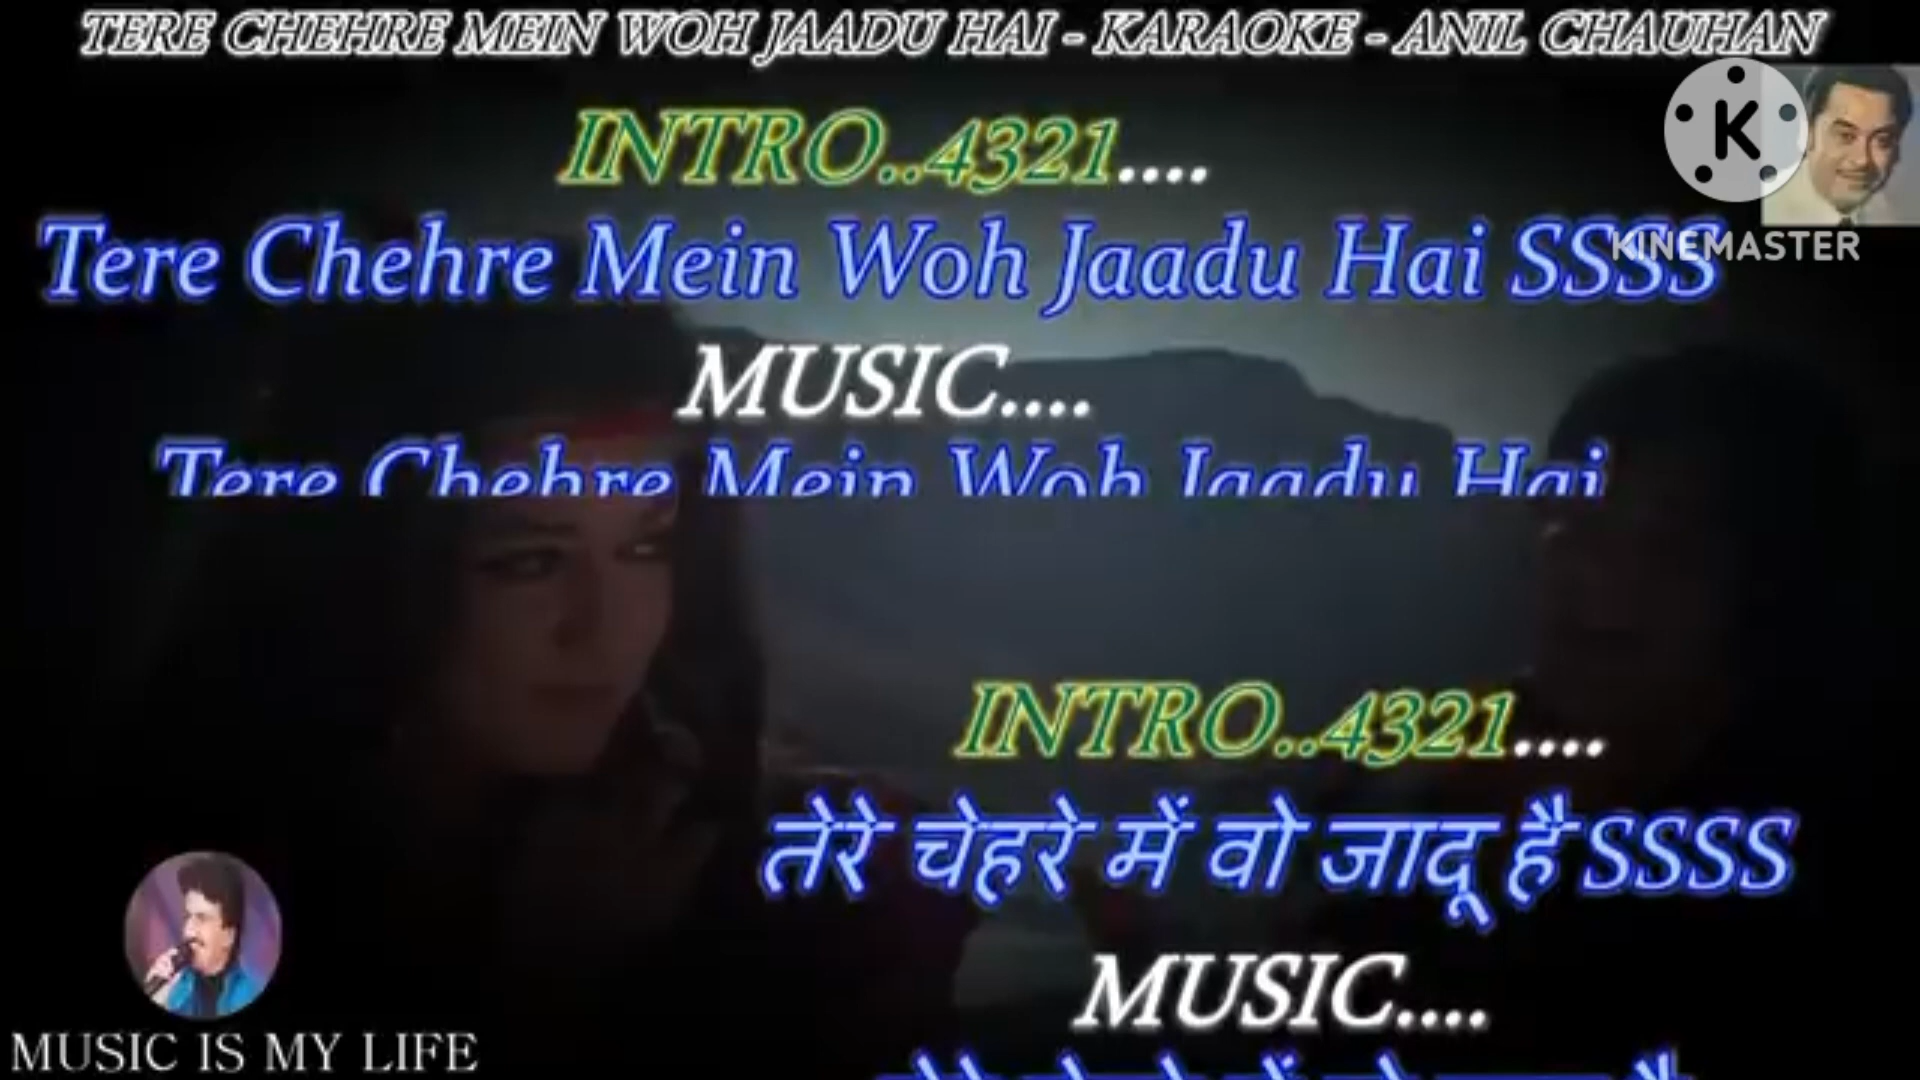 TERE CHEHRE MEIN WOH JAADU HAI - KARAOKE - ANIL CHAUHAN
INTRO..4321....
K
Tere Chehre Mein Woh Jaadu Hai SSSS
KINEMASTER
MUSIC....
Tere Chehre Mein Woh Jaadu Hai
INTRO..4321....
तेरे चेहरे में वो जादू है SSSS
MUSIC....
MUSIC IS MY LIFE